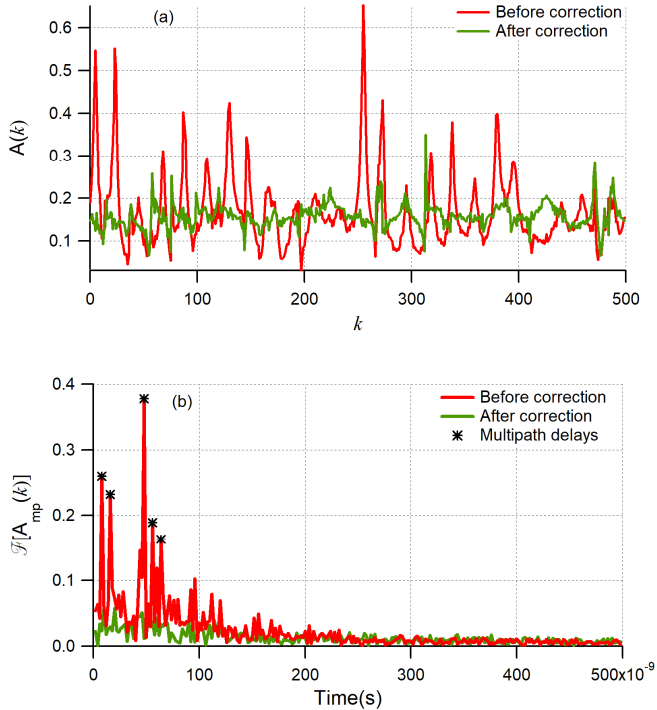 (a)
Before correction
After correction
0.6
0.5
0.4
0.3
0.2
0.1
A(k)
0
100
200
300
400
500
k
(b)
Before correction
After correction
Multipath delays
0.4
0.3
0.2
0.1
0.0
ℱ[A_mp(k)]
0
100
200
300
400
500x10⁻⁹
Time(s)